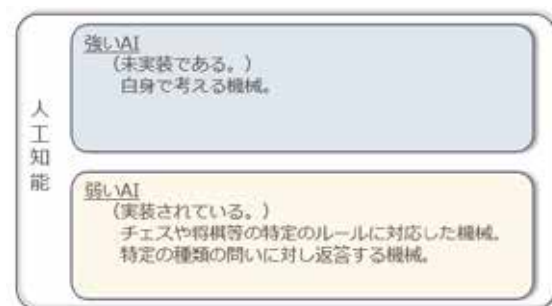 人工知能
強いAI
(未実装である。)
自身で考える機械。
弱いAI
(実装されている。)
チェスや将棋等の特定のルールに対応した機械。
特定の種類の問いに対し返答する機械。